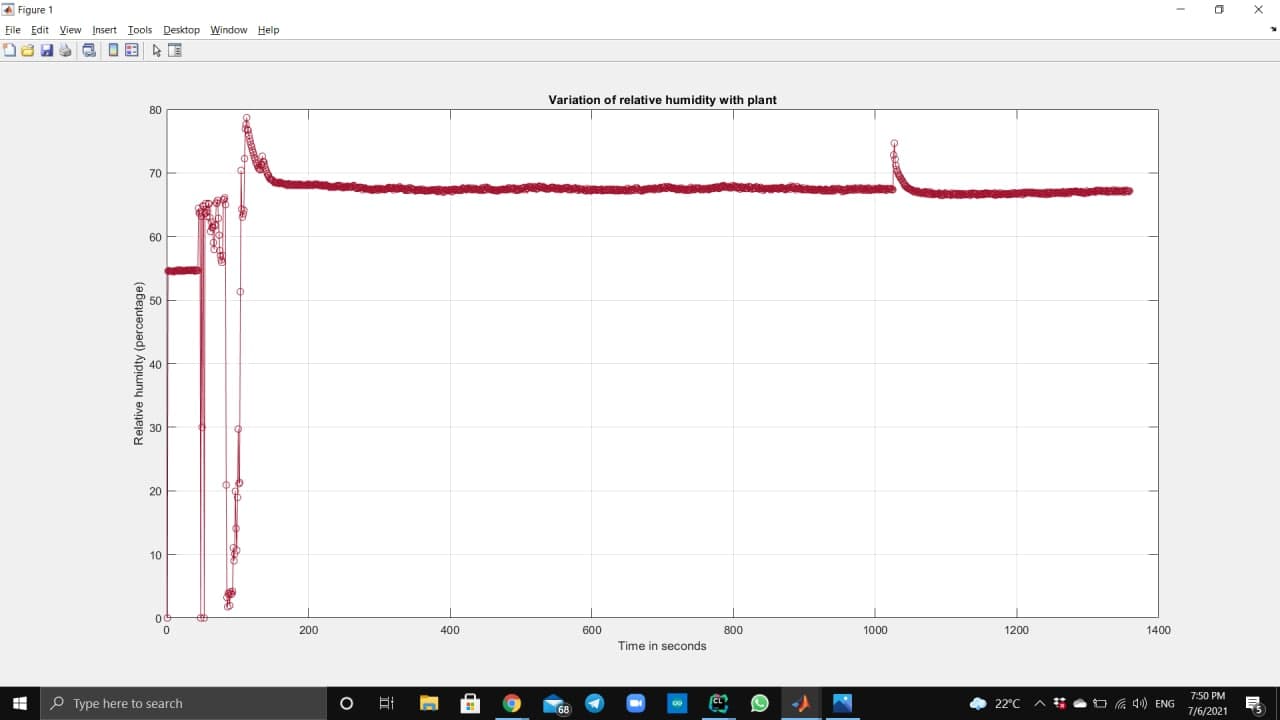 Figure 1
File Edit View Insert Tools Desktop Window Help
Variation of relative humidity with plant
80
70
60
50
40
30
20
10
0
Relative humidty (percentage)
0 200 400 600 800 1000 1200 1400
Time in seconds
Type here to search
68
CL
22°C
ENG
7:50 PM
7/6/2021
5